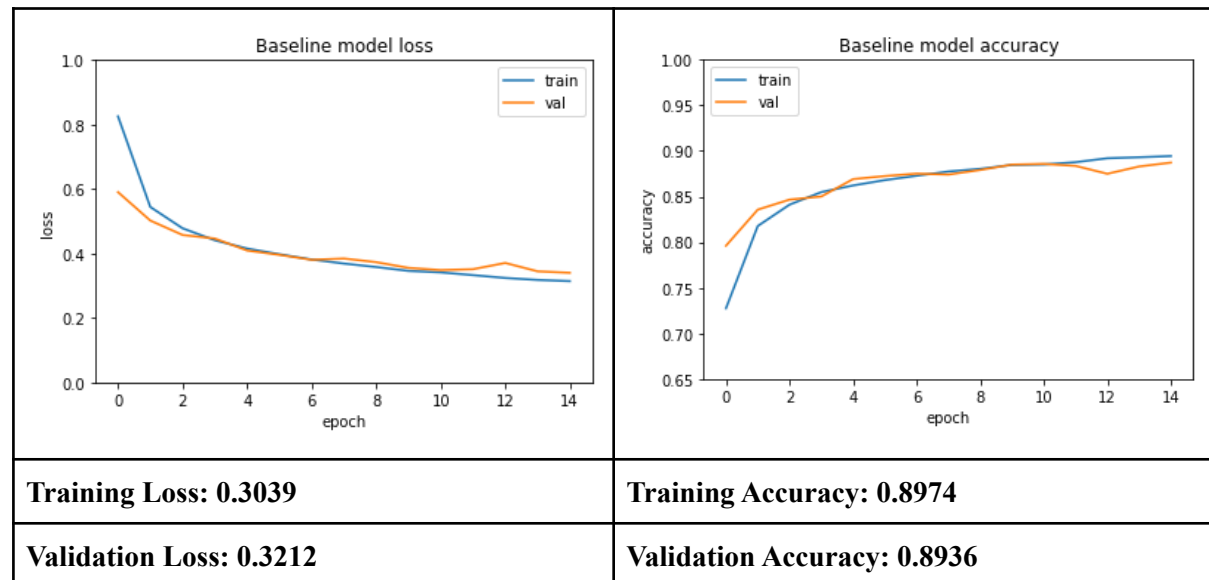 Baseline model loss
train
val
1.0
0.8
0.6
0.4
0.2
0.0
loss
0 2 4 6 8 10 12 14
epoch
Baseline model accuracy
train
val
1.00
0.95
0.90
0.85
0.80
0.75
0.70
0.65
accuracy
0 2 4 6 8 10 12 14
epoch
Training Loss: 0.3039
Training Accuracy: 0.8974
Validation Loss: 0.3212
Validation Accuracy: 0.8936